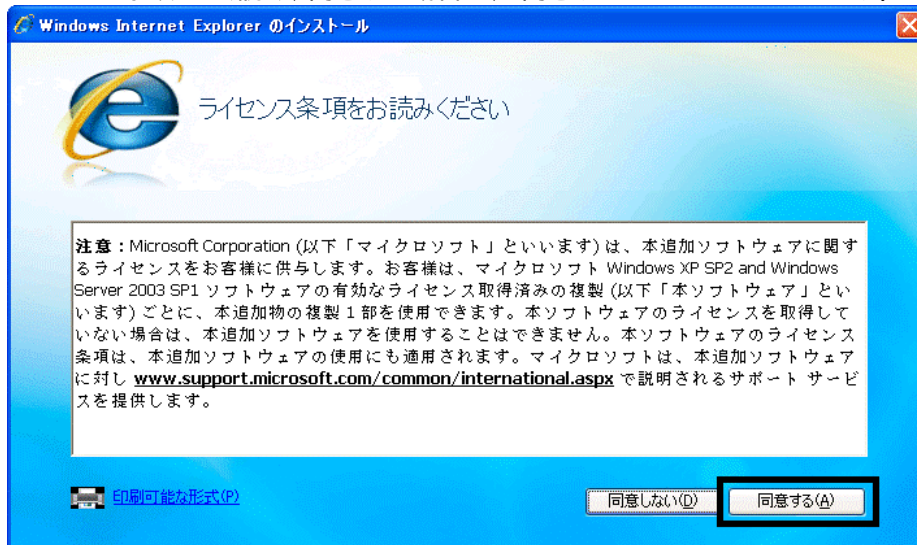 Windows Internet Explorer のインストール
ライセンス条項をお読みください
注意：Microsoft Corporation (以下「マイクロソフト」といいます) は、本追加ソフトウェアに関す
るライセンスをお客様に供与します。お客様は、マイクロソフト Windows XP SP2 and Windows
Server 2003 SP1 ソフトウェアの有効なライセンス取得済みの複製 (以下「本ソフトウェア」とい
います) ごとに、本追加物の複製 1 部を使用できます。本ソフトウェアのライセンスを取得して
いない場合は、本追加ソフトウェアを使用することはできません。本ソフトウェアのライセンス
条項は、本追加ソフトウェアの使用にも適用されます。マイクロソフトは、本追加ソフトウェア
に対し www.support.microsoft.com/common/international.aspx で説明されるサポート サービ
スを提供します。
印刷可能な形式(P)
同意しない(D)
同意する(A)